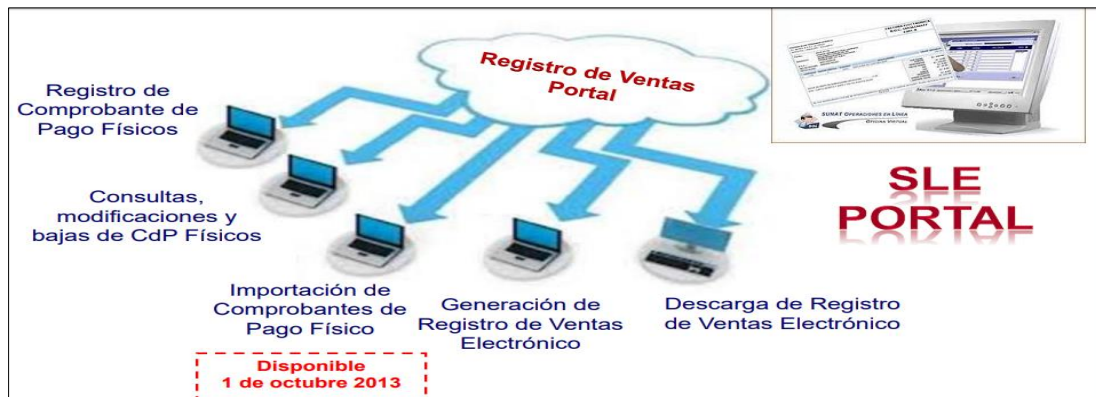 Registro de Ventas
Portal
Registro de
Comprobante de
Pago Físicos
Consultas,
modificaciones y
bajas de CdP Físicos
Importación de
Comprobantes de
Pago Físico
Generación de
Registro de Ventas
Electrónico
Descarga de Registro
de Ventas Electrónico
Disponible
1 de octubre 2013
SUNAT OPERACIONES EN LÍNEA
OFICINA VIRTUAL
SLE
PORTAL